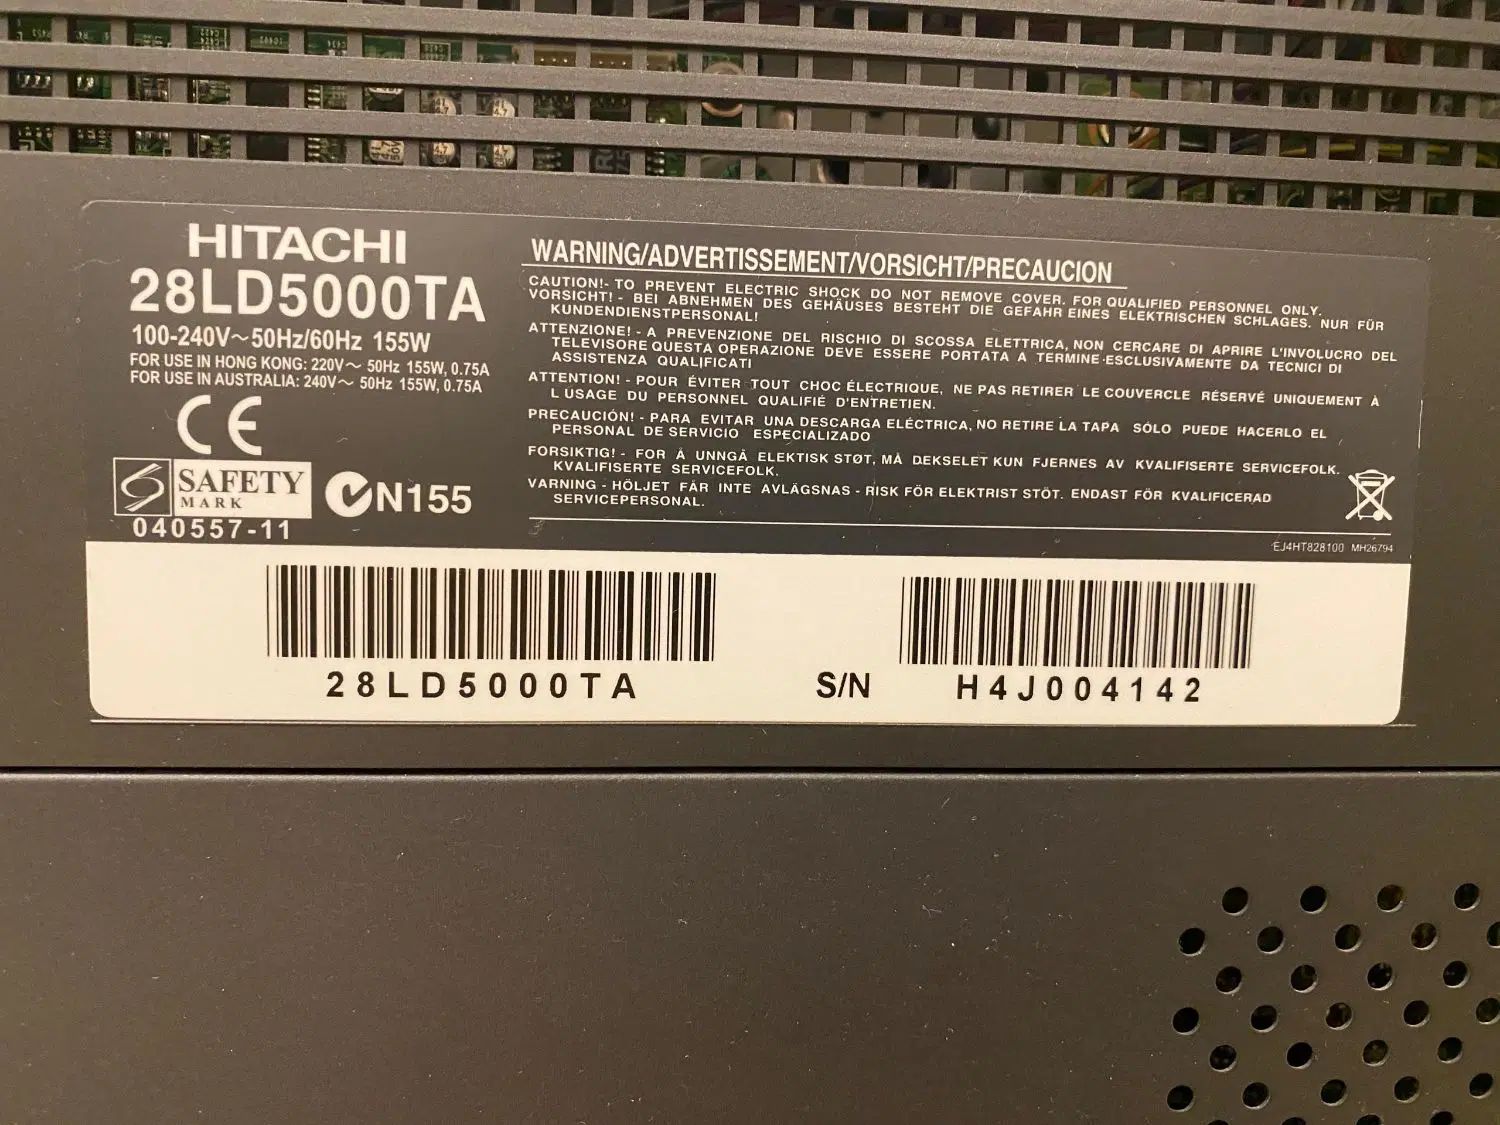 HITACHI
28LD5000TA
100-240V~50Hz/60Hz 155W
FOR USE IN HONG KONG: 220V~ 50Hz 155W, 0.75A
FOR USE IN AUSTRALIA: 240V~ 50Hz 155W, 0.75A
CE
SAFETY
MARK
N155
040557-11
WARNING/ADVERTISSEMENT/VORSICHT/PRECAUCION
CAUTION!- TO PREVENT ELECTRIC SHOCK DO NOT REMOVE COVER. FOR QUALIFIED PERSONNEL ONLY.
VORSICHT! - BEI ABNEHMEN DES GEHÄUSES BESTEHT DIE GEFAHR EINES ELEKTRISCHEN SCHLAGES. NUR FÜR
KUNDENDIENSTPERSONAL!
ATTENZIONE! - A PREVENZIONE DEL RISCHIO DI SCOSSA ELETTRICA, NON CERCARE DI APRIRE L'INVOLUCRO DEL
TELEVISORE QUESTA OPERAZIONE DEVE ESSERE PORTATA A TERMINE ESCLUSIVAMENTE DA TECNICI DI
ASSISTENZA QUALIFICATI
ATTENTION! - POUR ÉVITER TOUT CHOC ÉLECTRIQUE, NE PAS RETIRER LE COUVERCLE RÉSERVÉ UNIQUEMENT À
L USAGE DU PERSONNEL QUALIFIÉ D'ENTRETIEN.
PRECAUCIÓN! - PARA EVITAR UNA DESCARGA ELÉCTRICA, NO RETIRE LA TAPA SÓLO PUEDE HACERLO EL
PERSONAL DE SERVICIO ESPECIALIZADO
FORSIKTIG! - FOR Å UNNGÅ ELEKTISK STØT, MÅ DEKSELET KUN FJERNES AV KVALIFISERTE SERVICEFOLK.
KVALIFISERTE SERVICEFOLK.
VARNING - HÖLJET FÅR INTE AVLÄGSNAS - RISK FÖR ELEKTRIST STÖT. ENDAST FÖR KVALIFICERAD
SERVICEPERSONAL.
EJ4HT828100 MH26794
28LD5000TA
S/N
H4J004142